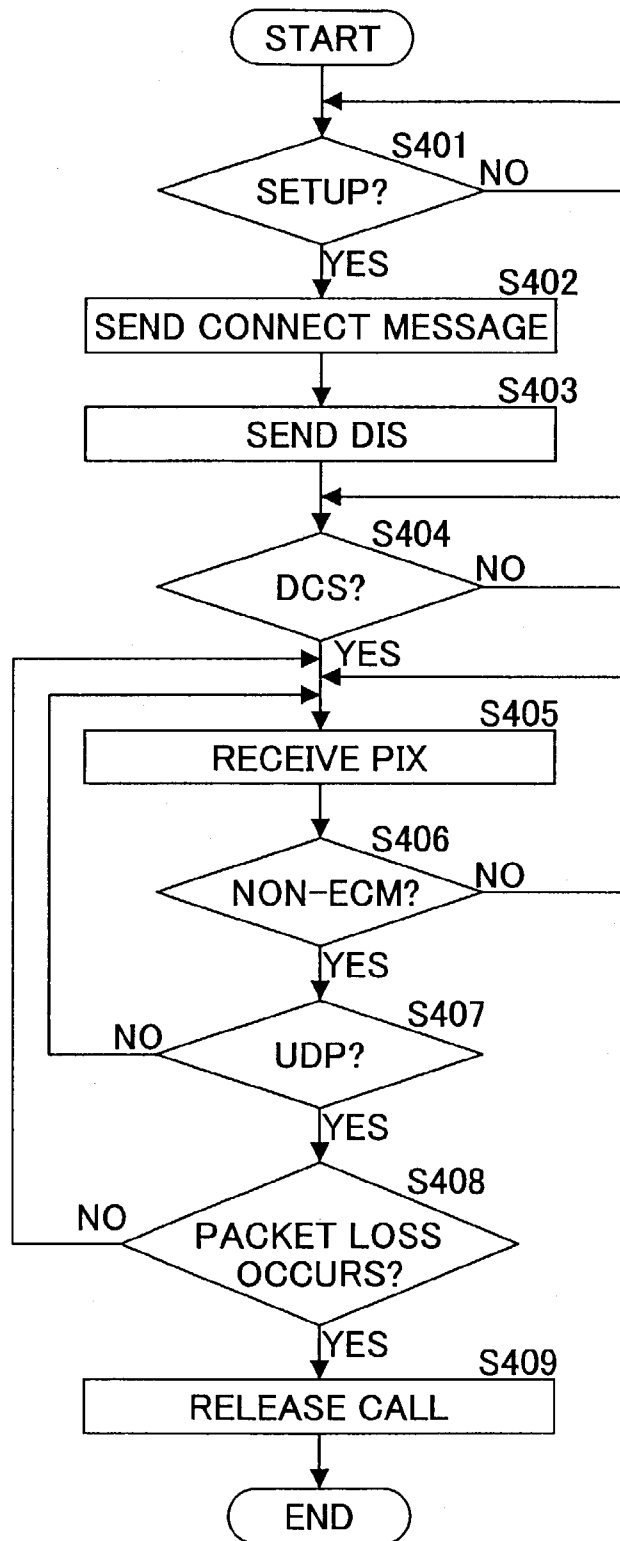 START
S401
SETUP?
NO
YES
S402
SEND CONNECT MESSAGE
S403
SEND DIS
S404
DCS?
NO
YES
S405
RECEIVE PIX
S406
NON-ECM?
NO
YES
S407
NO
UDP?
YES
S408
NO
PACKET LOSS
OCCURS?
YES
S409
RELEASE CALL
END